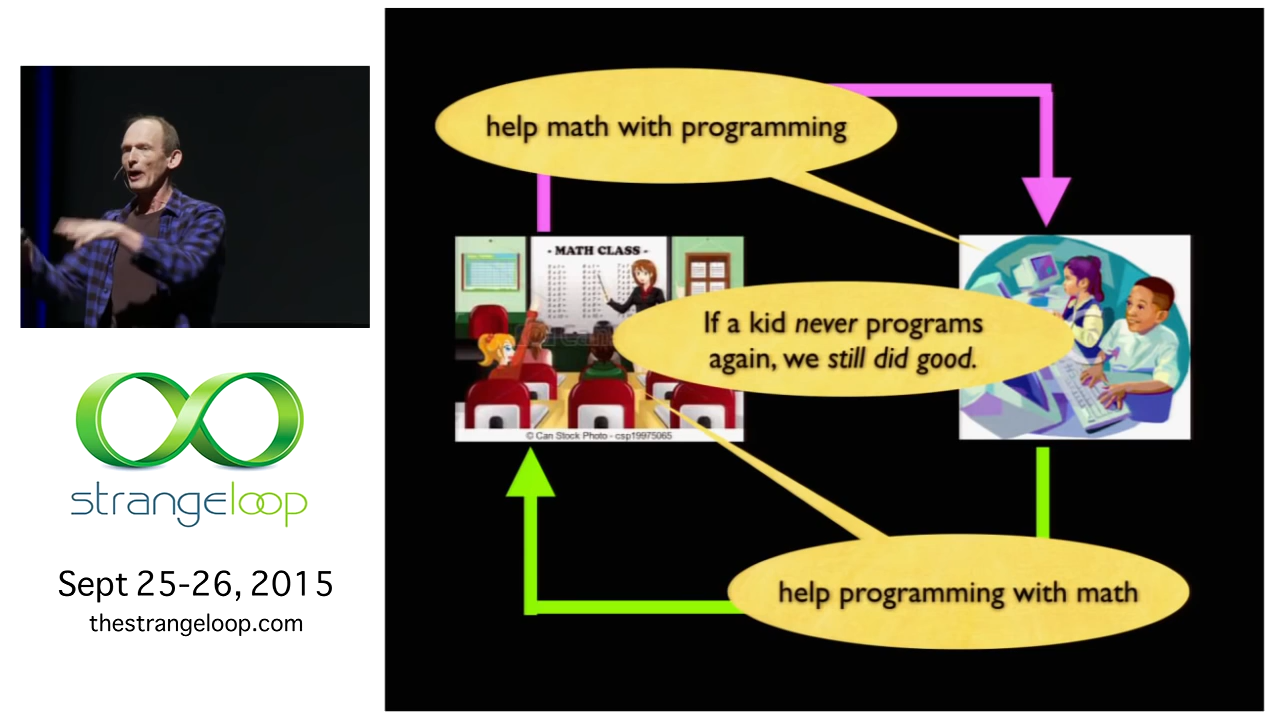 help math with programming
- MATH CLASS -
If a kid never programs
again, we still did good.
© Can Stock Photo - csp19975065
strangeloop
help programming with math
Sept 25-26, 2015
thestrangeloop.com